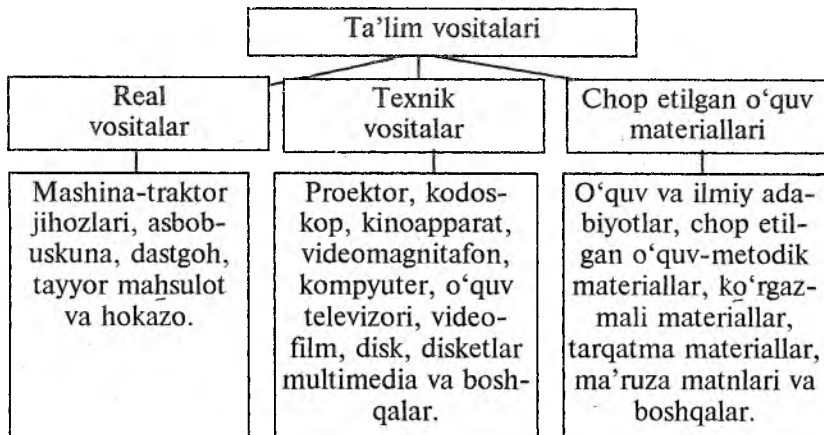 Ta’lim vositalari
Real
vositalar
Texnik
vositalar
Chop etilgan o‘quv
materiallari
Mashina-traktor
jihozlari, asbob-
uskuna, dastgoh,
tayyor mahsulot
va hokazo.
Proektor, kodos-
kop, kinoapparat,
videomagnitafon,
kompyuter, o‘quv
televizori, video-
film, disk, disketlar
multimedia va bosh-
qalar.
O‘quv va ilmiy ada-
biyotlar, chop etil-
gan o‘quv-metodik
materiallar, ko‘rgaz-
mali materiallar,
tarqatma materiallar,
ma’ruza matnlari va
boshqalar.